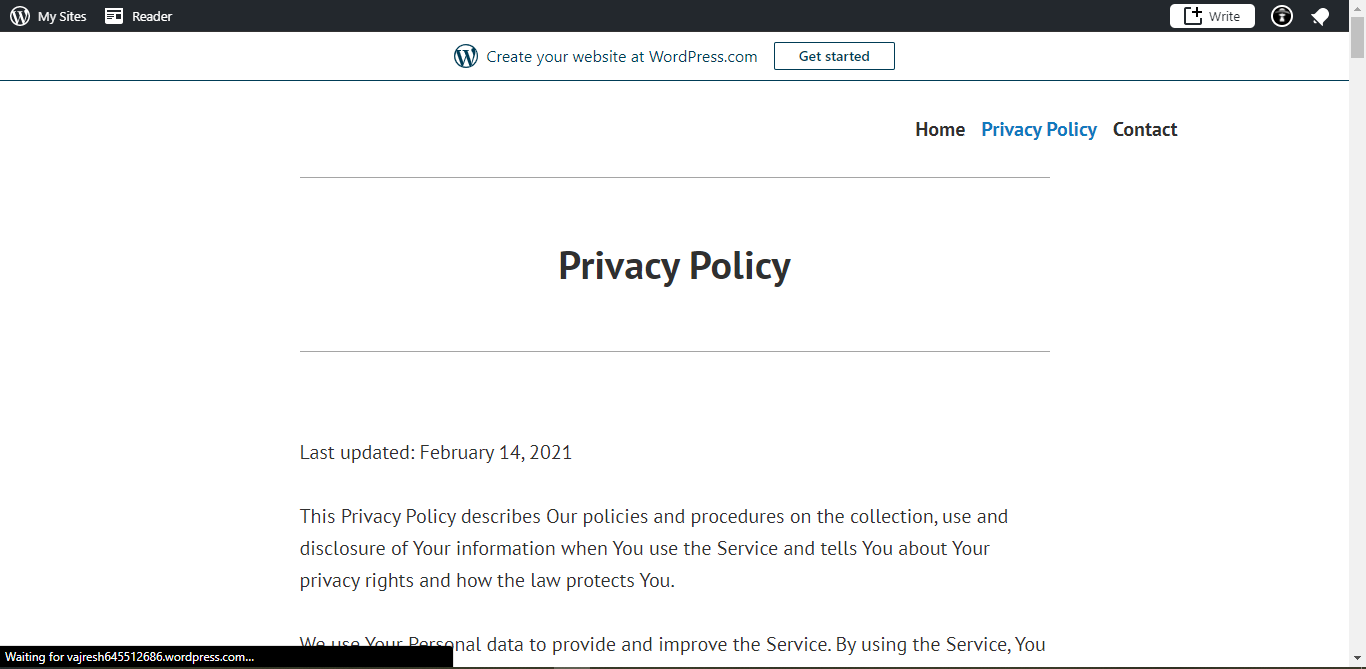 My Sites Reader Write
Create your website at WordPress.com Get started
Home Privacy Policy Contact
Privacy Policy
Last updated: February 14, 2021
This Privacy Policy describes Our policies and procedures on the collection, use and
disclosure of Your information when You use the Service and tells You about Your
privacy rights and how the law protects You.
We use Your Personal data to provide and improve the Service. By using the Service, You
Waiting for vajresh645512686.wordpress.com...